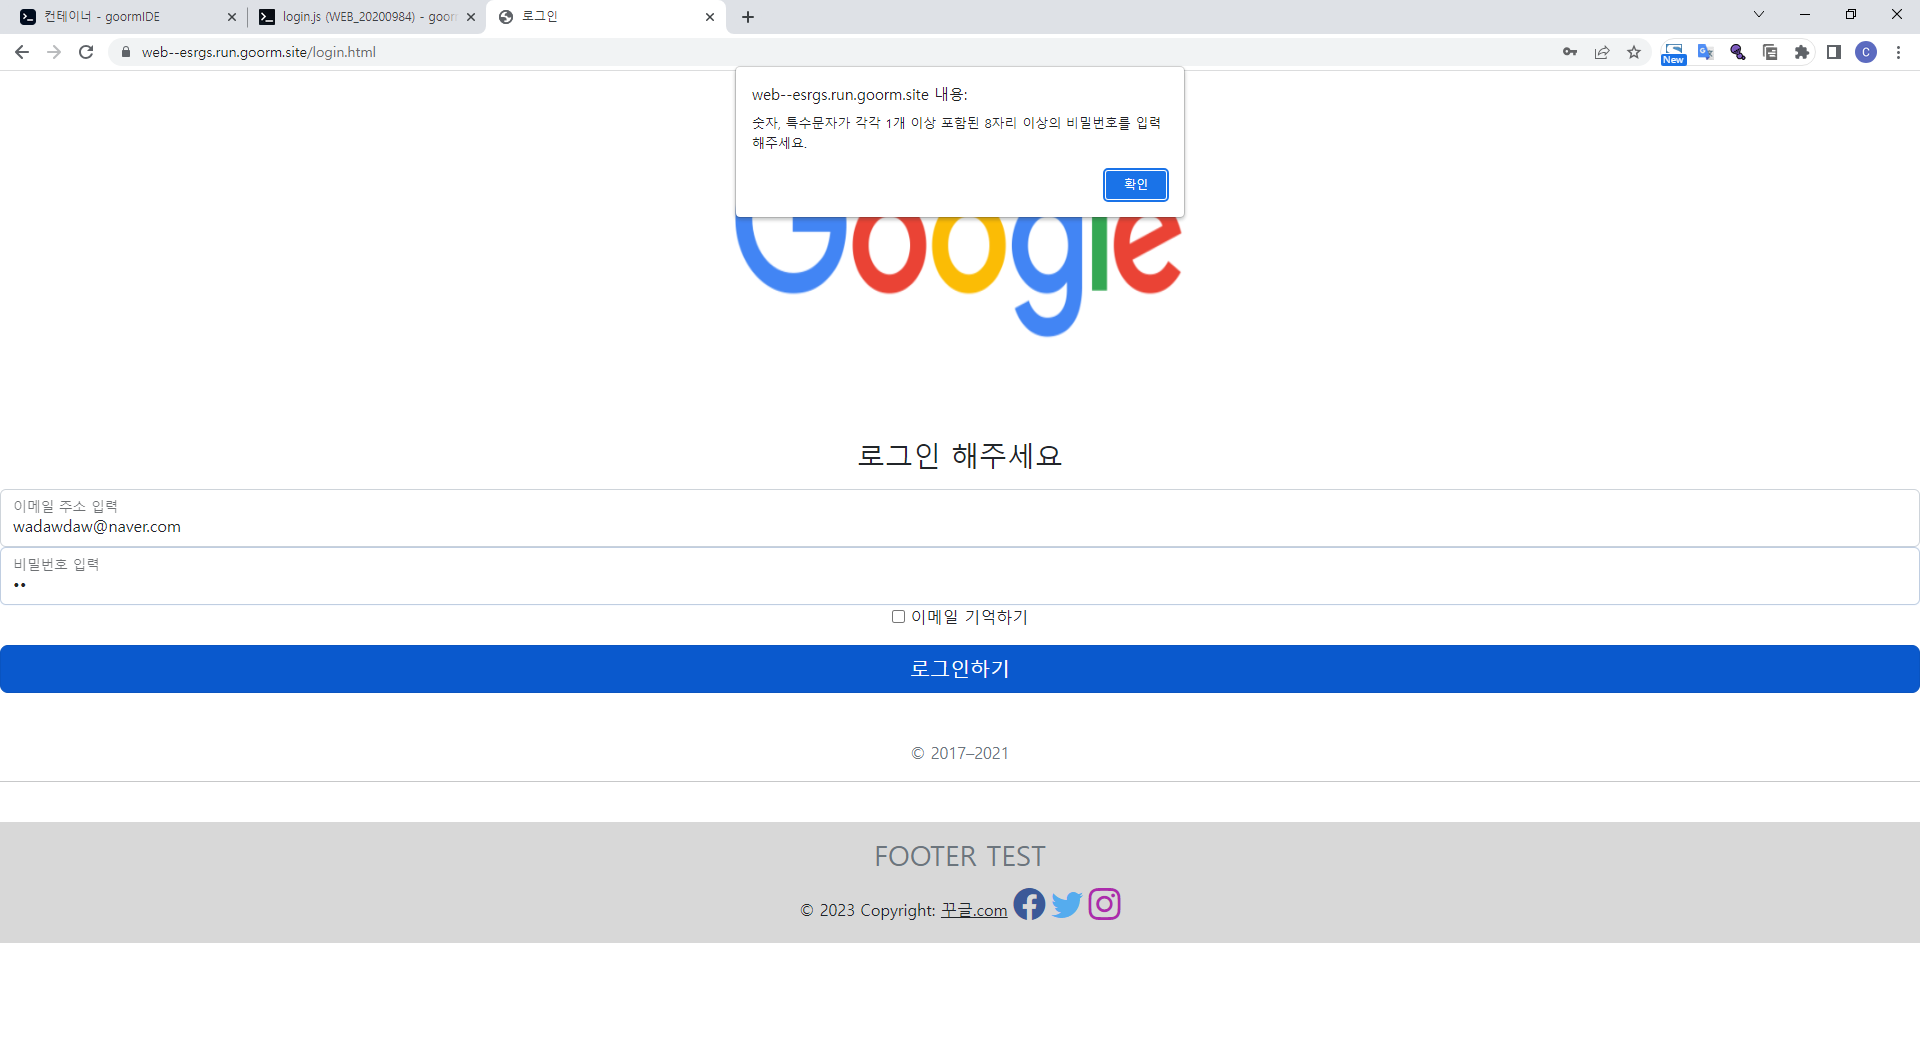 컨테이너 - goormIDE
login.js (WEB_20200984) - goorm
로그인
web--esrgs.run.goorm.site/login.html
New
C
web--esrgs.run.goorm.site 내용:
숫자, 특수문자가 각각 1개 이상 포함된 8자리 이상의 비밀번호를 입력
해주세요.
확인
Google
로그인 해주세요
이메일 주소 입력
wadawdaw@naver.com
비밀번호 입력
••
이메일 기억하기
로그인하기
© 2017–2021
FOOTER TEST
© 2023 Copyright: 꾸글.com